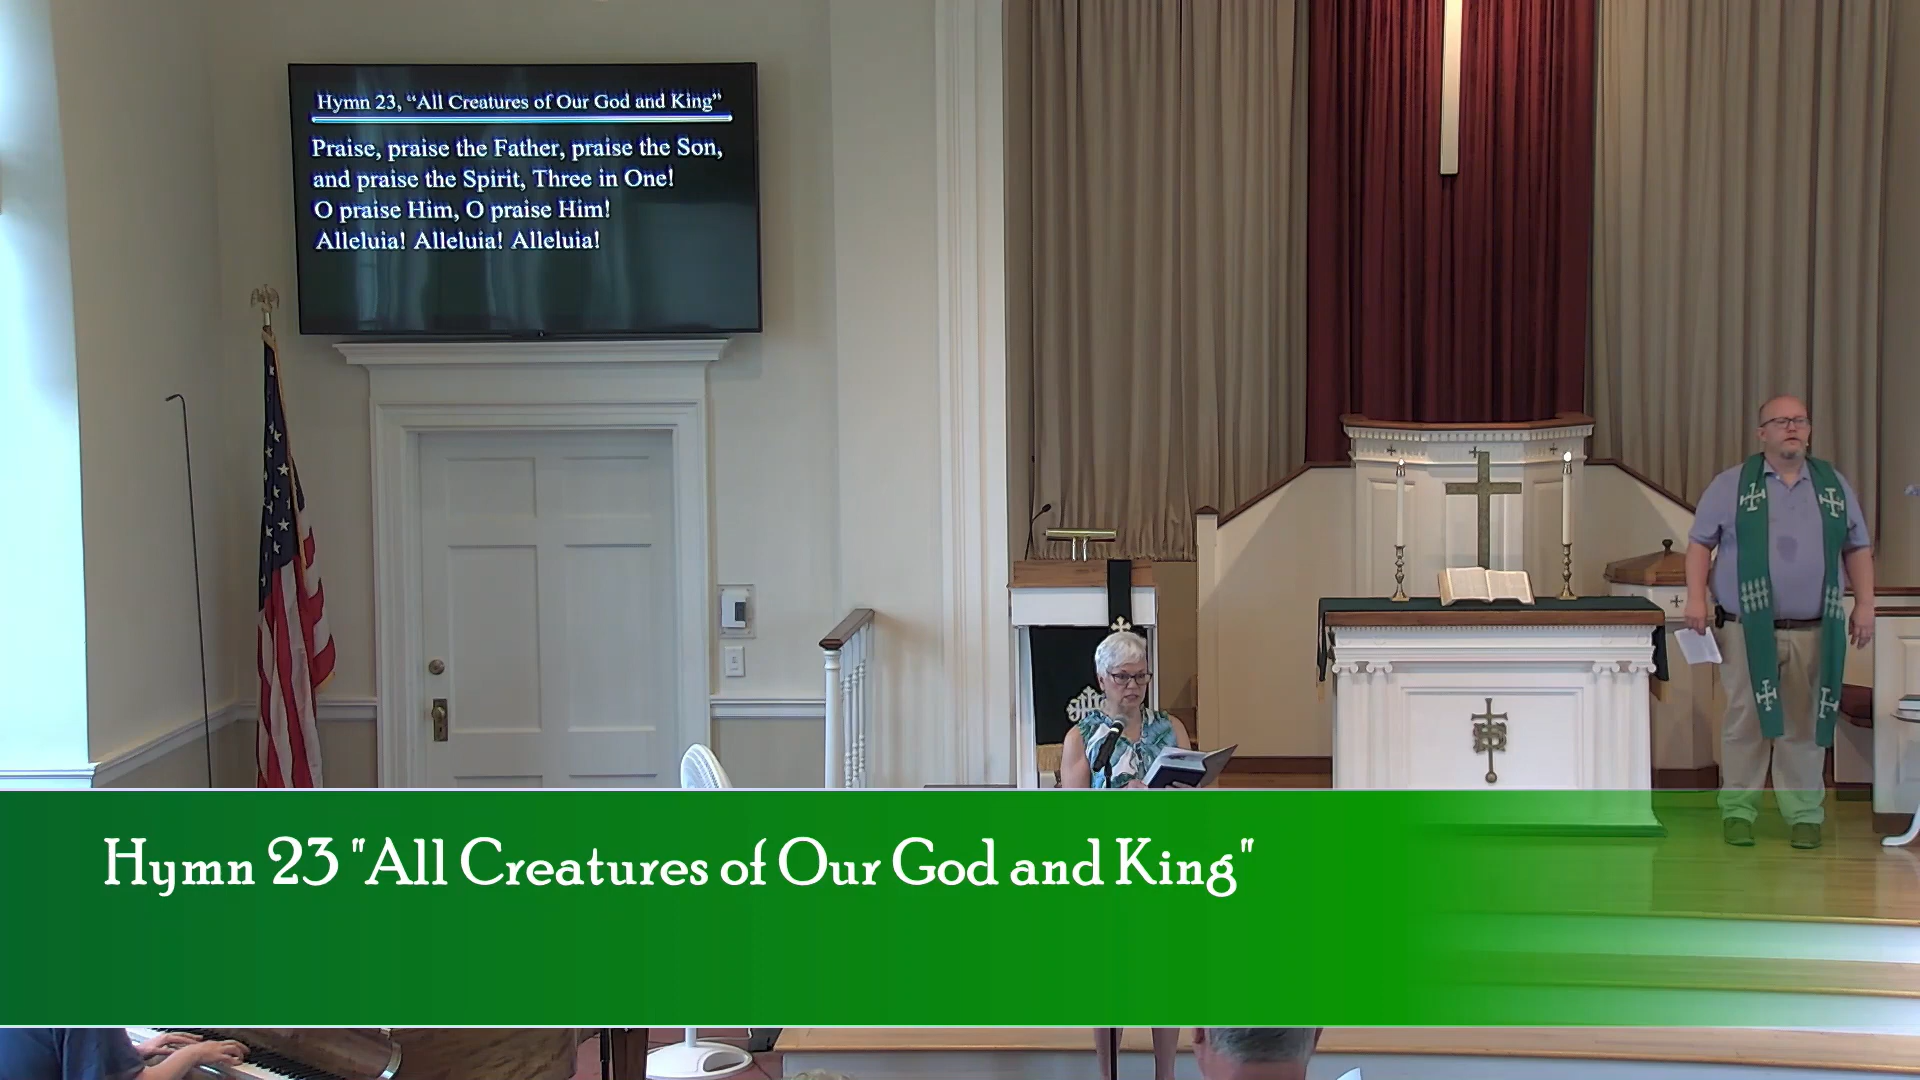 Hymn 23, “All Creatures of Our God and King”
Praise, praise the Father, praise the Son,
and praise the Spirit, Three in One!
O praise Him, O praise Him!
Alleluia! Alleluia! Alleluia!
Hymn 23 "All Creatures of Our God and King"